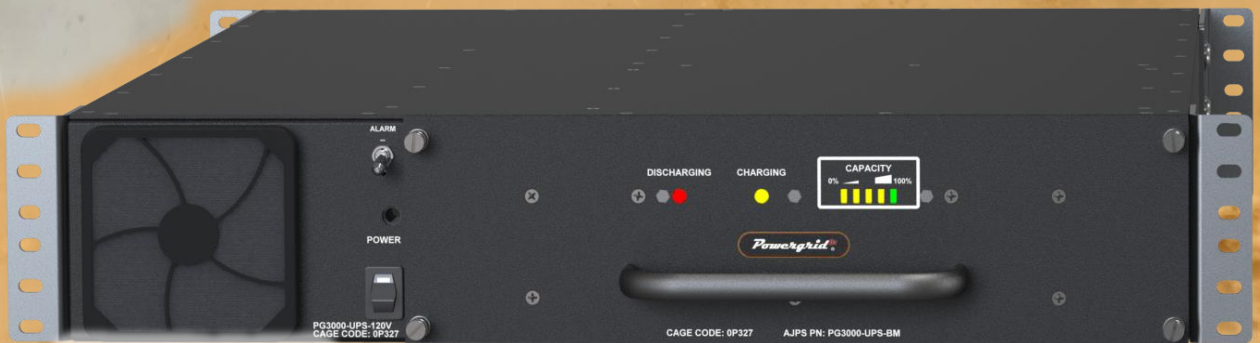 ALARM
POWER
PG3000-UPS-120V
CAGE CODE: 0P327
DISCHARGING
CHARGING
CAPACITY
0% 100%
Powergrid
CAGE CODE: 0P327 AJPS PN: PG3000-UPS-BM